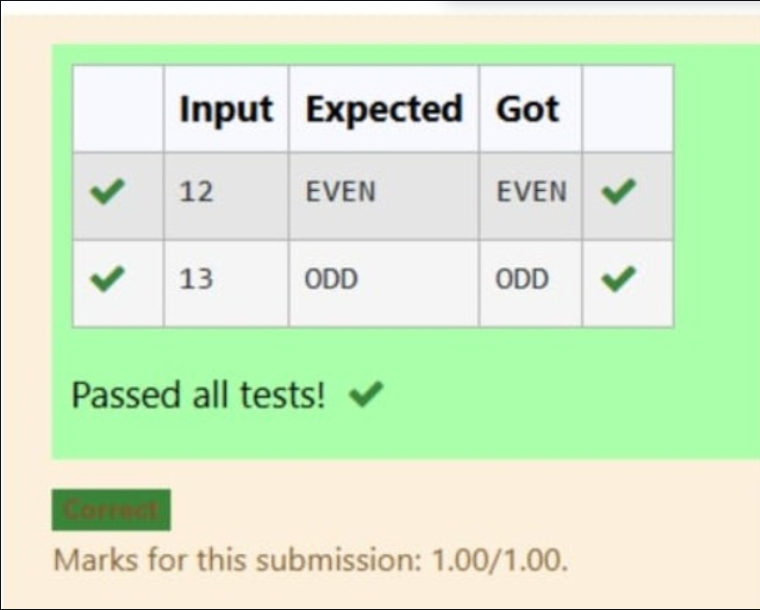 Input Expected Got
12 EVEN EVEN
13 ODD ODD
Passed all tests!
Correct
Marks for this submission: 1.00/1.00.